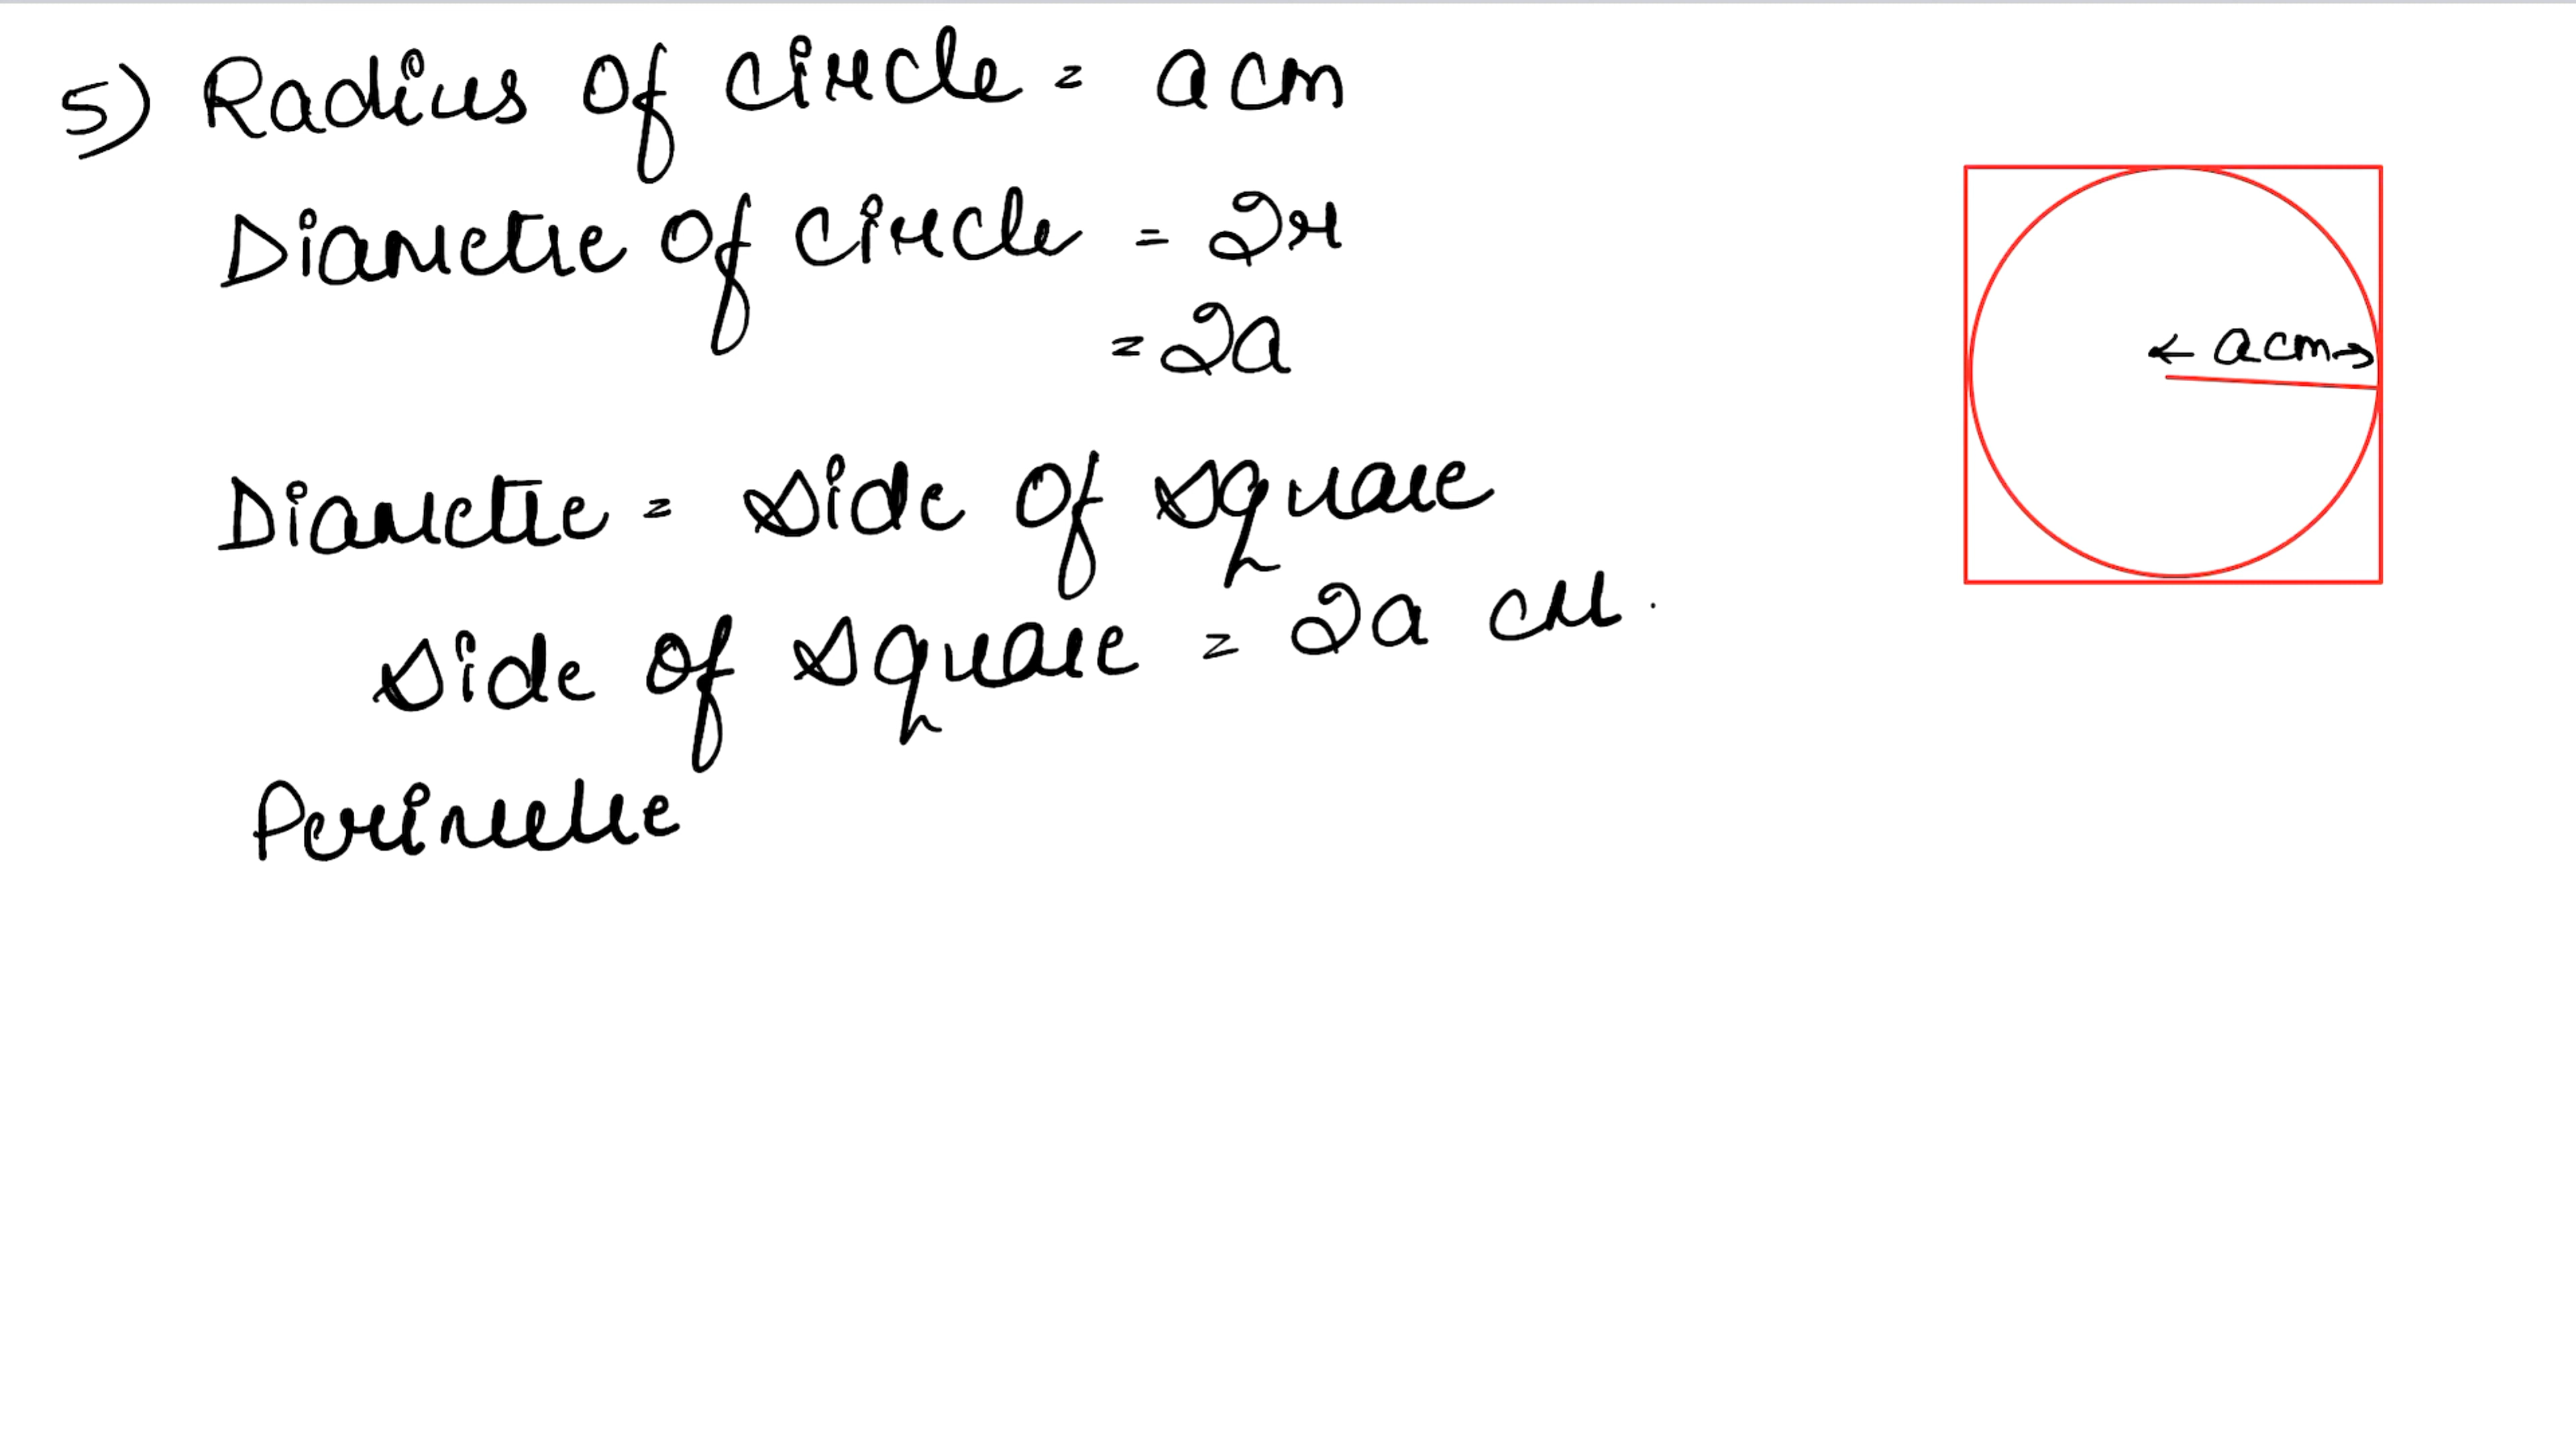 5) Radius of circle = a cm
Diameter of circle = 2r
= 2a
← a cm →
Diameter = side of square
side of square = 2a cm.
Perimeter